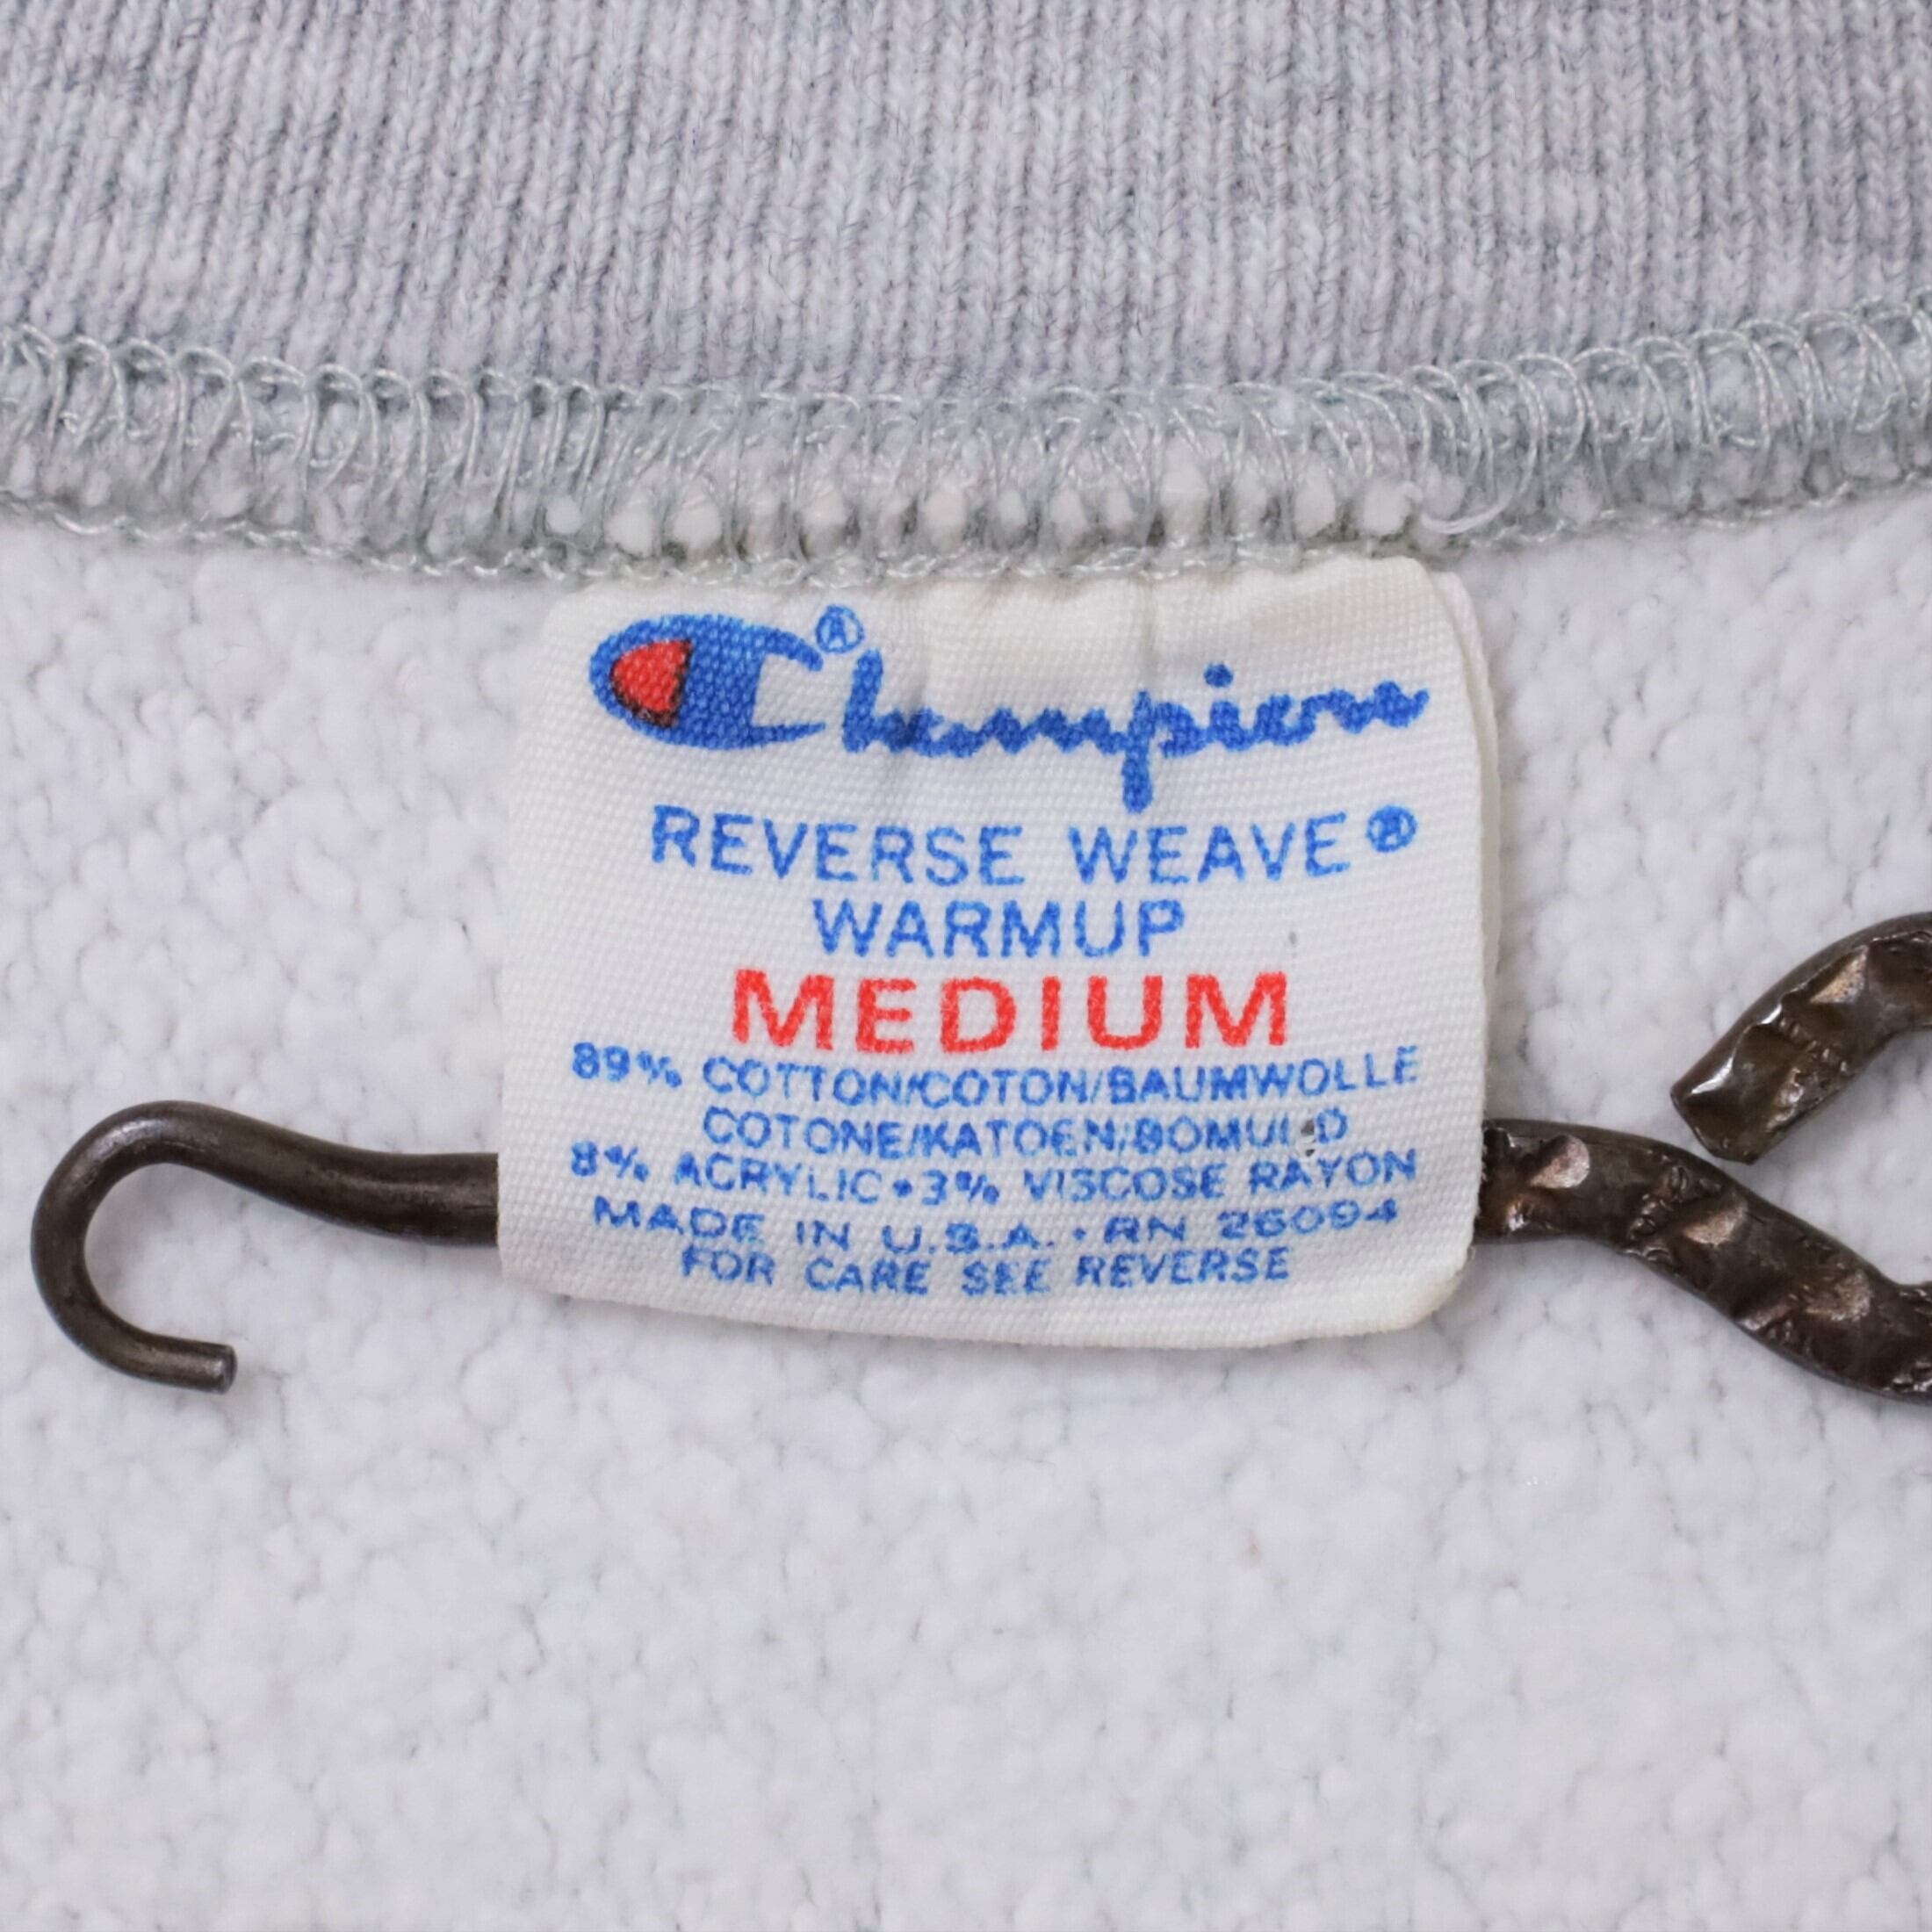 Champion®
REVERSE WEAVE®
WARMUP
MEDIUM
89% COTTON/COTON/BAUMWOLLE
COTONE/KATOEN/BOMULD
8% ACRYLIC • 3% VISCOSE RAYON
MADE IN U.S.A. • RN 26094
FOR CARE SEE REVERSE